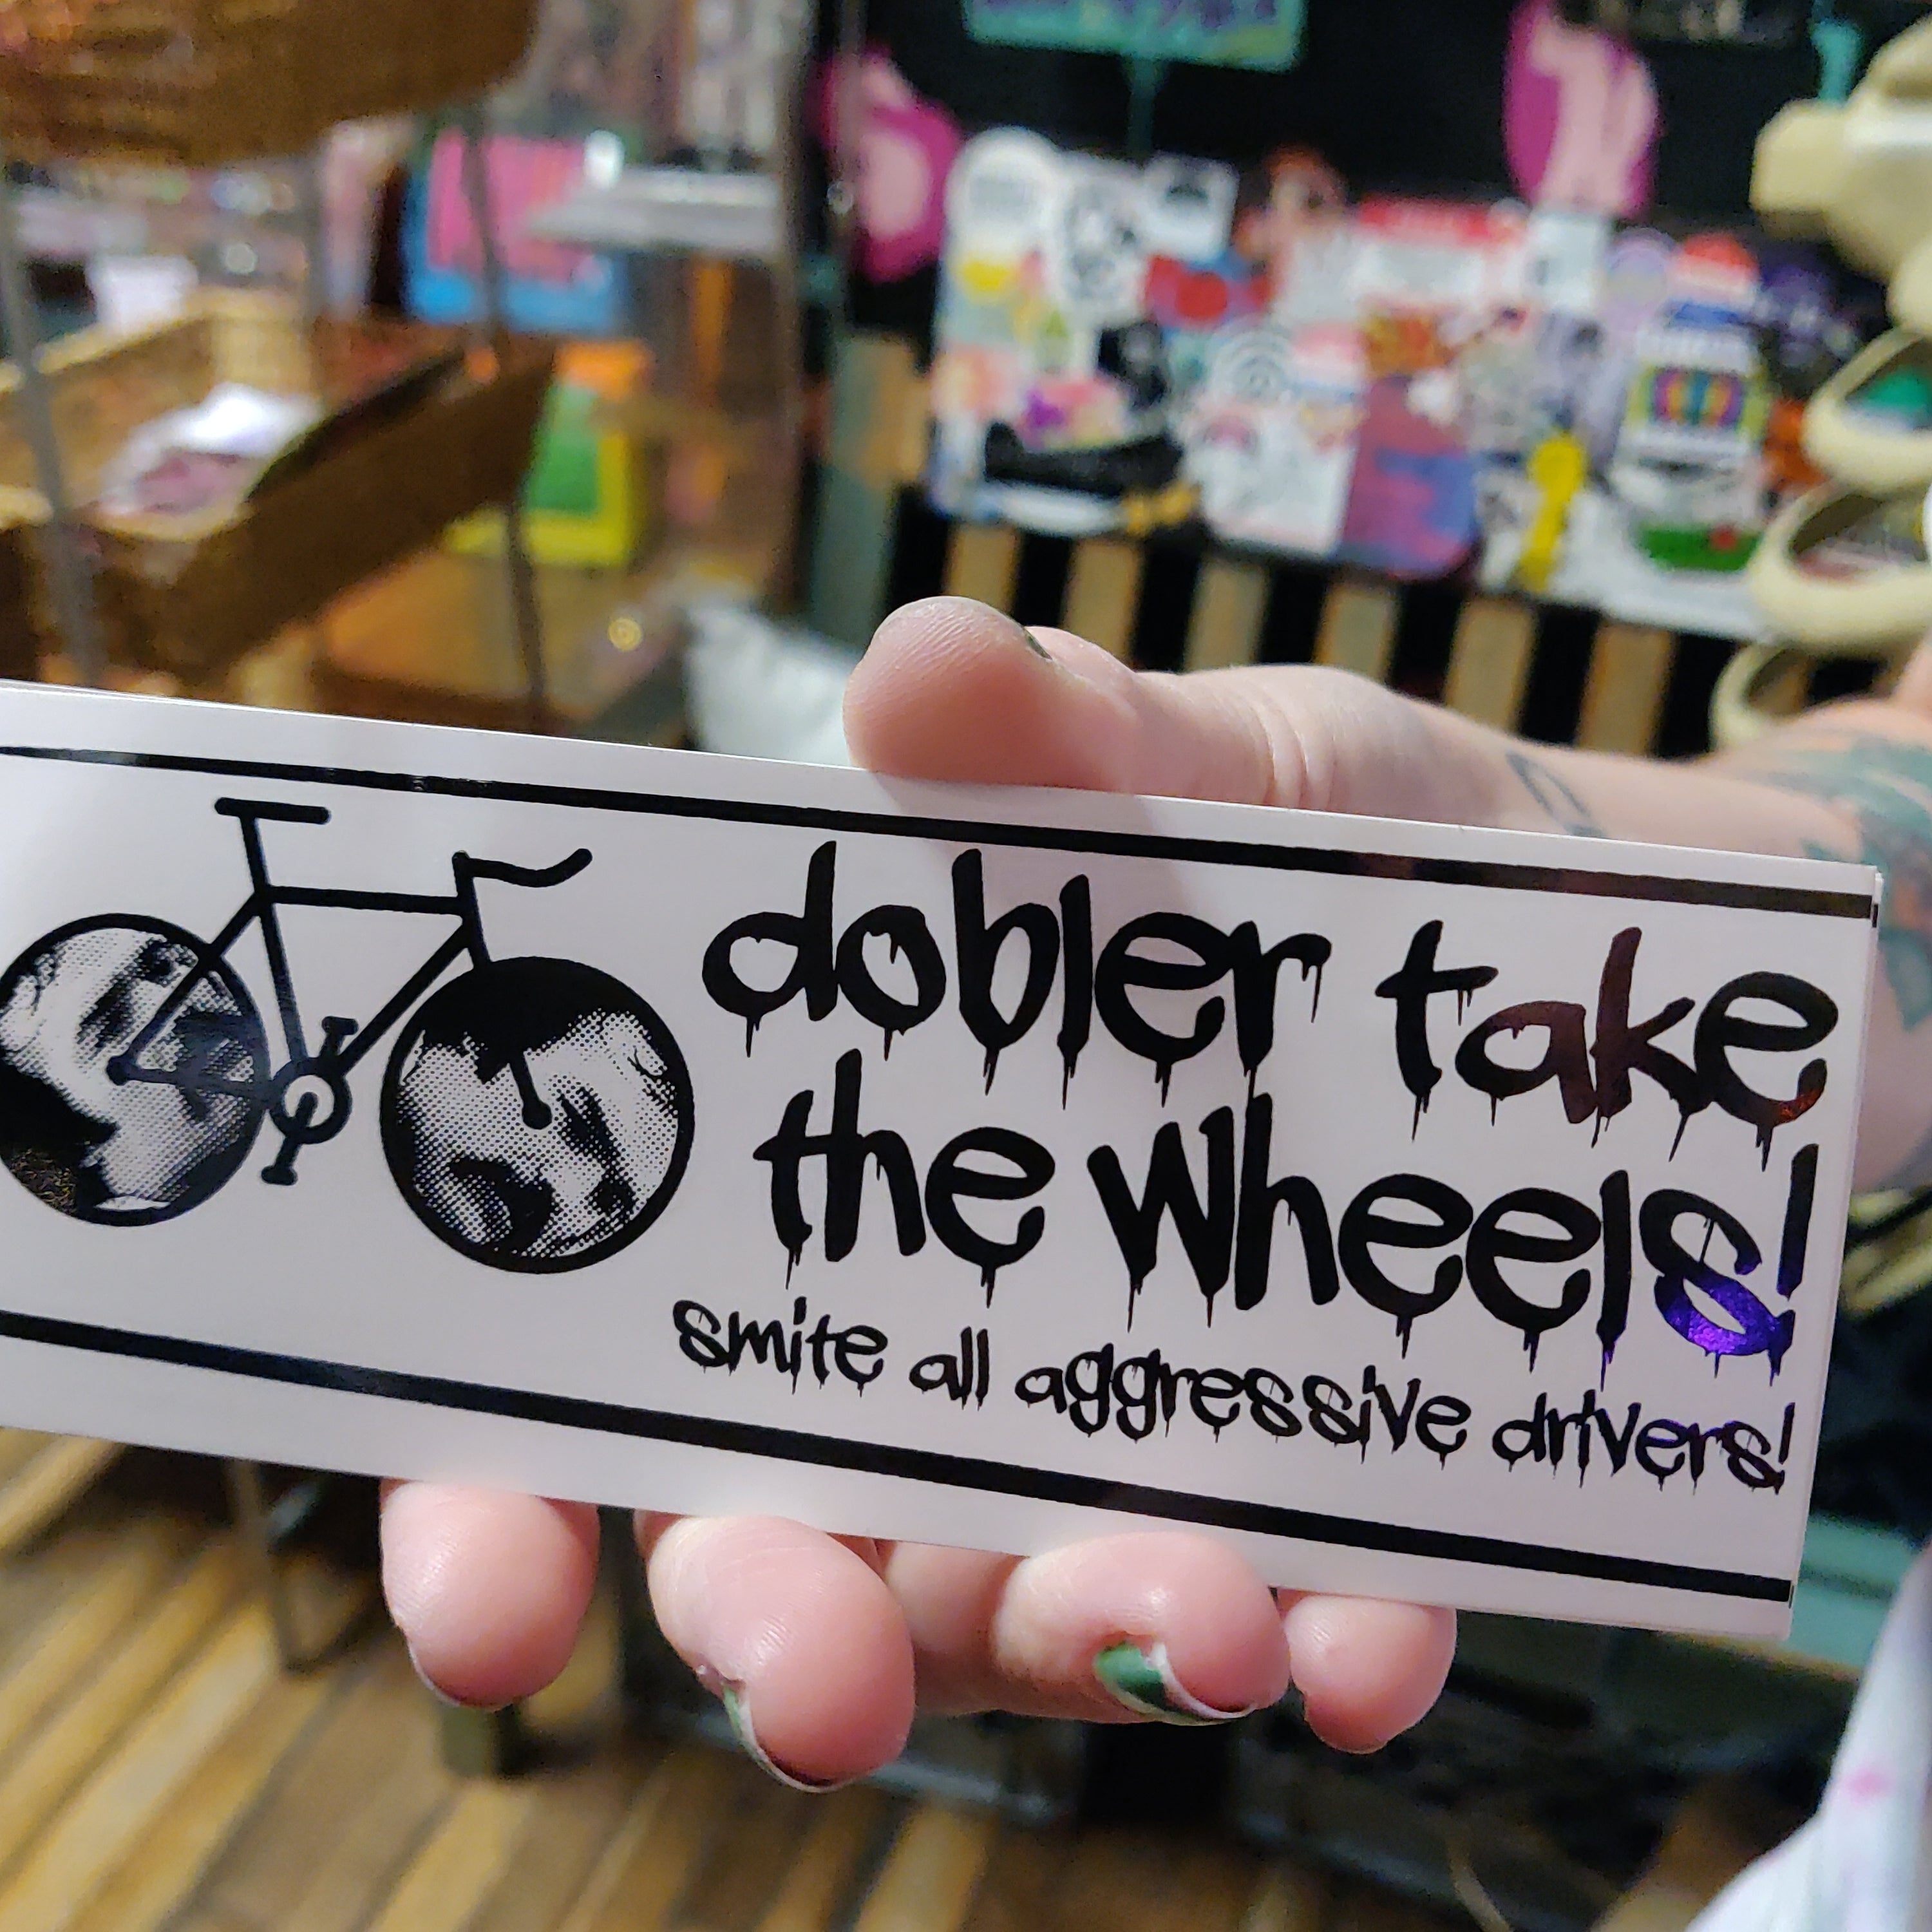 dobler take
the wheels!
smite all aggressive drivers!